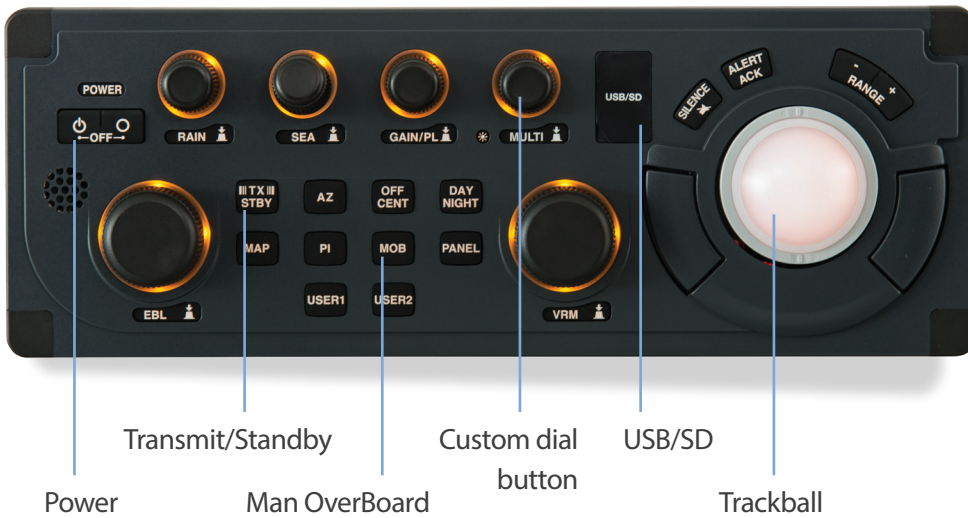 POWER
←OFF→
RAIN
SEA
GAIN/PL
MULTI
USB/SD
SILENCE
ALERT
ACK
-
RANGE
+
TX
STBY
AZ
OFF
CENT
DAY
NIGHT
MAP
PI
MOB
PANEL
USER1
USER2
EBL
VRM
Transmit/Standby
Custom dial
button
USB/SD
Power
Man OverBoard
Trackball